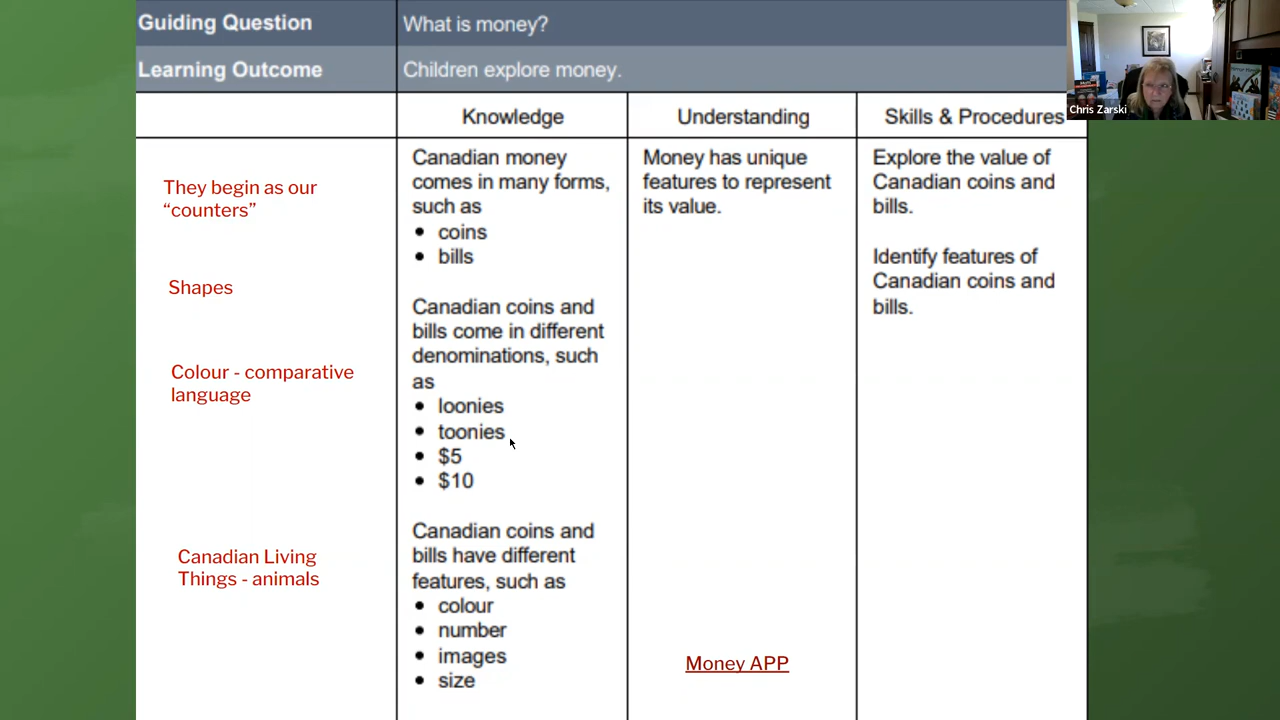 Guiding Question
What is money?
Learning Outcome
Children explore money.
Chris Zarski
Knowledge
Understanding
Skills & Procedures
They begin as our
“counters”
Shapes
Colour - comparative
language
Canadian Living
Things - animals
Canadian money
comes in many forms,
such as
• coins
• bills
Canadian coins and
bills come in different
denominations, such
as
• loonies
• toonies
• $5
• $10
Canadian coins and
bills have different
features, such as
• colour
• number
• images
• size
Money has unique
features to represent
its value.
Money APP
Explore the value of
Canadian coins and
bills.
Identify features of
Canadian coins and
bills.